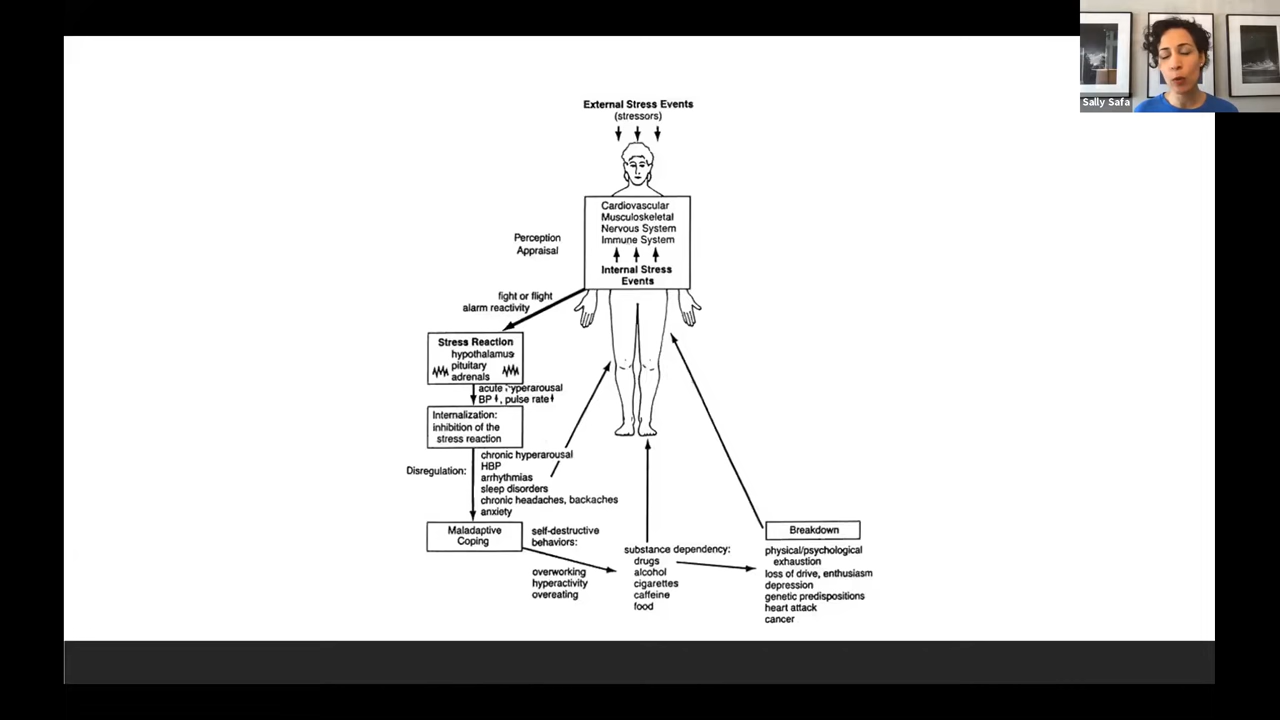 Sally Safa
External Stress Events
(stressors)
Cardiovascular
Musculoskeletal
Nervous System
Immune System
Internal Stress
Events
Perception
Appraisal
fight or flight
alarm reactivity
Stress Reaction
hypothalamus
pituitary
adrenals
acute hyperarousal
BP, pulse rate
Internalization:
inhibition of the
stress reaction
Disregulation:
chronic hyperarousal
HBP
arrhythmias
sleep disorders
chronic headaches, backaches
anxiety
Maladaptive
Coping
self-destructive
behaviors:
overworking
hyperactivity
overeating
substance dependency:
drugs
alcohol
cigarettes
caffeine
food
Breakdown
physical/psychological
exhaustion
loss of drive, enthusiasm
depression
genetic predispositions
heart attack
cancer